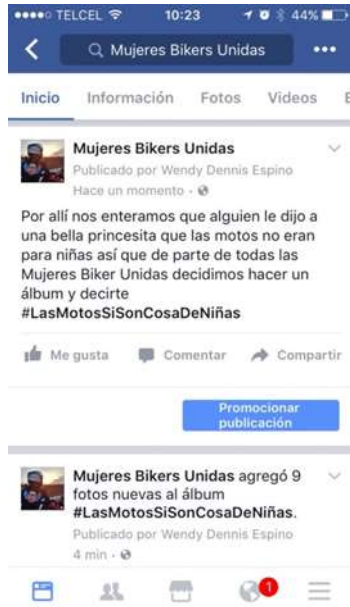 TELCEL 10:23 44%
Mujeres Bikers Unidas
Inicio Información Fotos Videos E
Mujeres Bikers Unidas
Publicado por Wendy Dennis Espino
Hace un momento ·
Por allí nos enteramos que alguien le dijo a
una bella princesita que las motos no eran
para niñas así que de parte de todas las
Mujeres Biker Unidas decidimos hacer un
álbum y decirte
#LasMotosSiSonCosaDeNiñas
Me gusta Comentar Compartir
Promocionar
publicación
Mujeres Bikers Unidas agregó 9
fotos nuevas al álbum
#LasMotosSiSonCosaDeNiñas.
Publicado por Wendy Dennis Espino
4 min ·
1